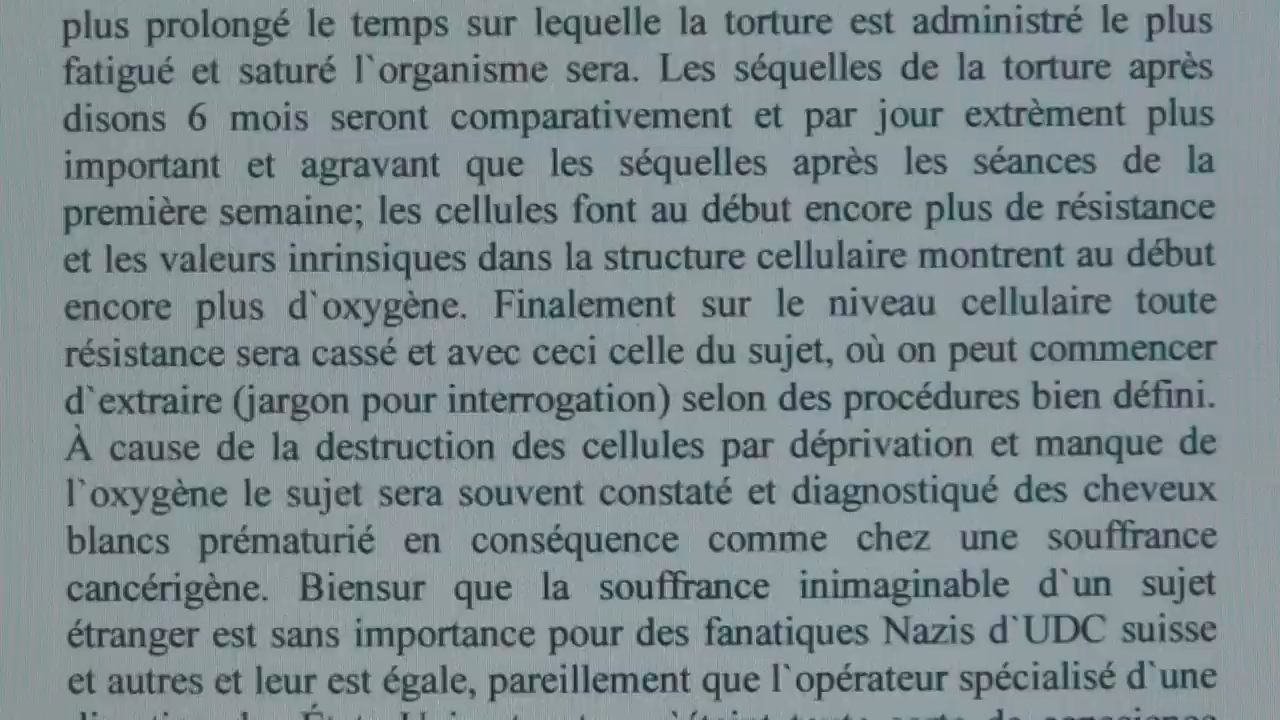 plus prolongé le temps sur lequelle la torture est administré le plus
fatigué et saturé l`organisme sera. Les séquelles de la torture après
disons 6 mois seront comparativement et par jour extrèment plus
important et agravant que les séquelles après les séances de la
première semaine; les cellules font au début encore plus de résistance
et les valeurs inrinsiques dans la structure cellulaire montrent au début
encore plus d`oxygène. Finalement sur le niveau cellulaire toute
résistance sera cassé et avec ceci celle du sujet, où on peut commencer
d`extraire (jargon pour interrogation) selon des procédures bien défini.
À cause de la destruction des cellules par déprivation et manque de
l`oxygène le sujet sera souvent constaté et diagnostiqué des cheveux
blancs prématurié en conséquence comme chez une souffrance
cancérigène. Biensur que la souffrance inimaginable d`un sujet
étranger est sans importance pour des fanatiques Nazis d`UDC suisse
et autres et leur est égale, pareillement que l`opérateur spécialisé d`une